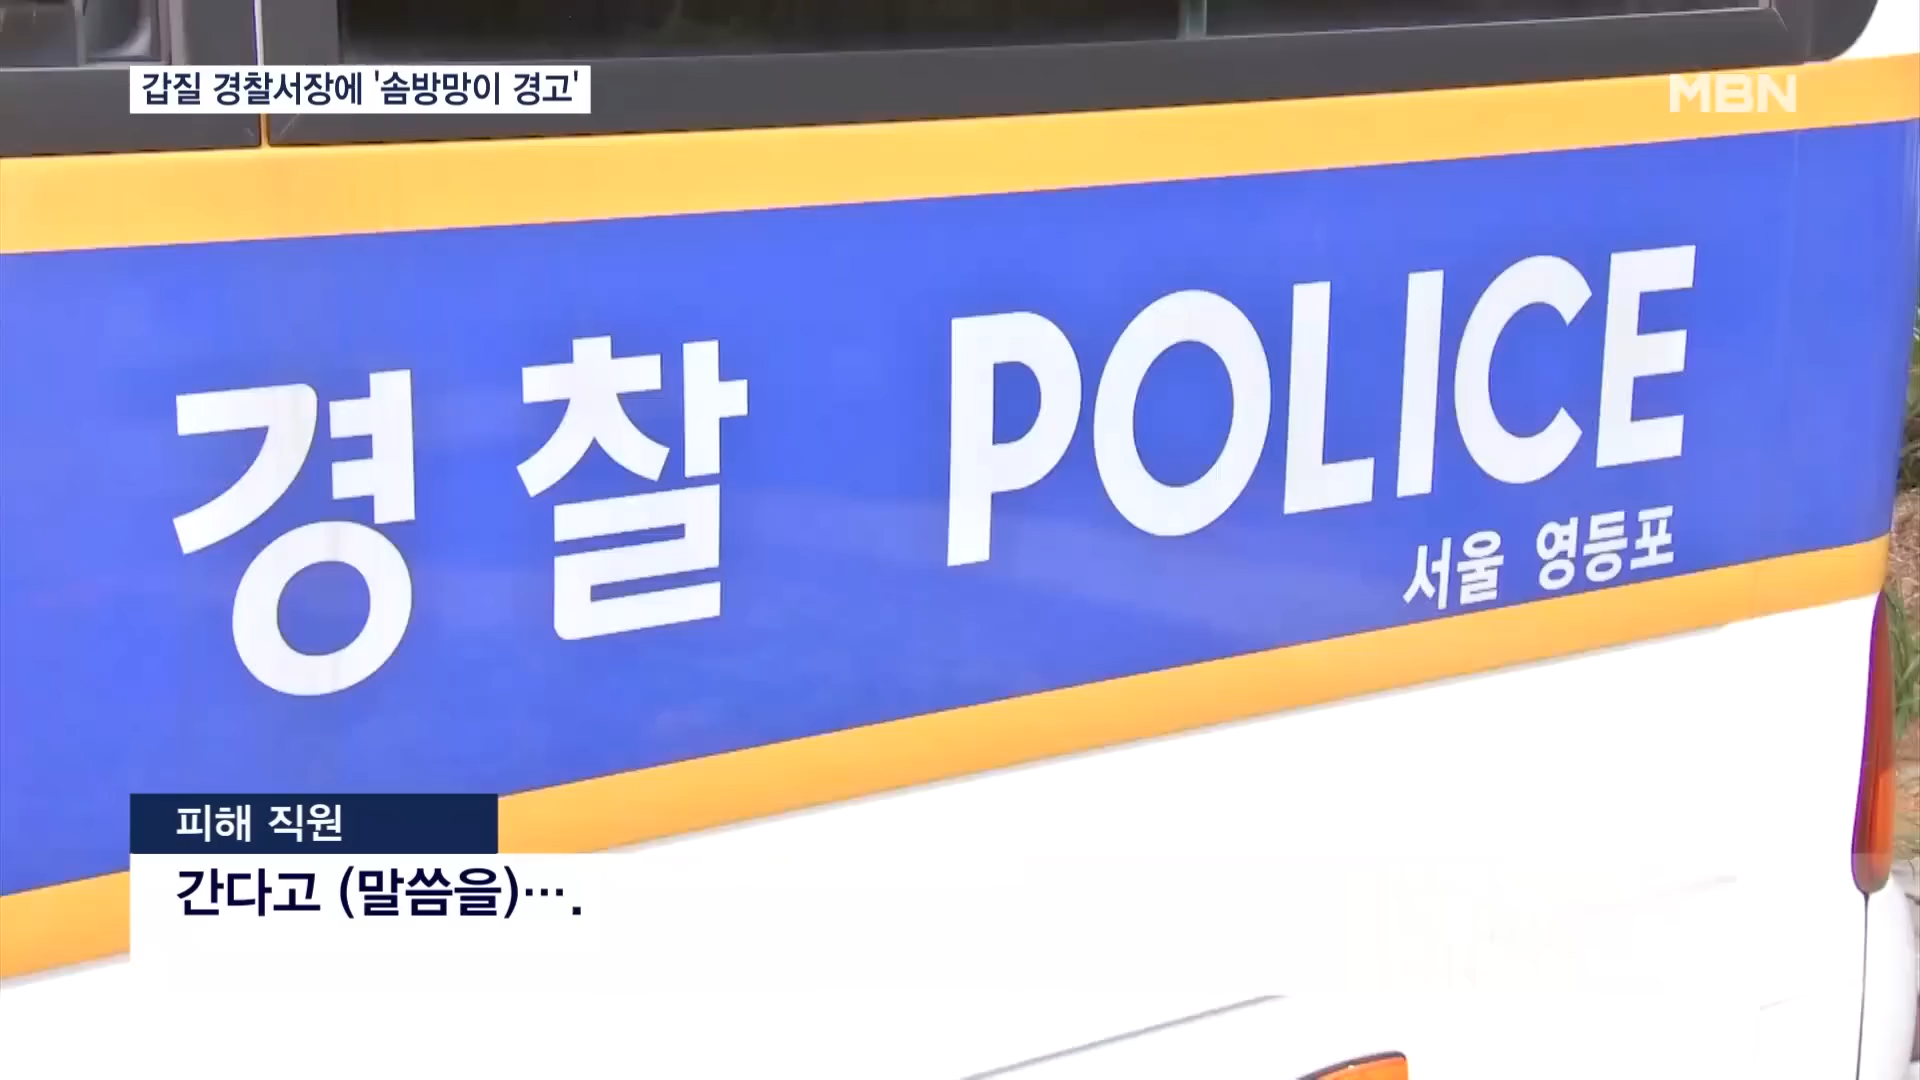 갑질 경찰서장에 '솜방망이 경고'
MBN
경찰 POLICE
서울 영등포
피해 직원
간다고 (말씀을)….